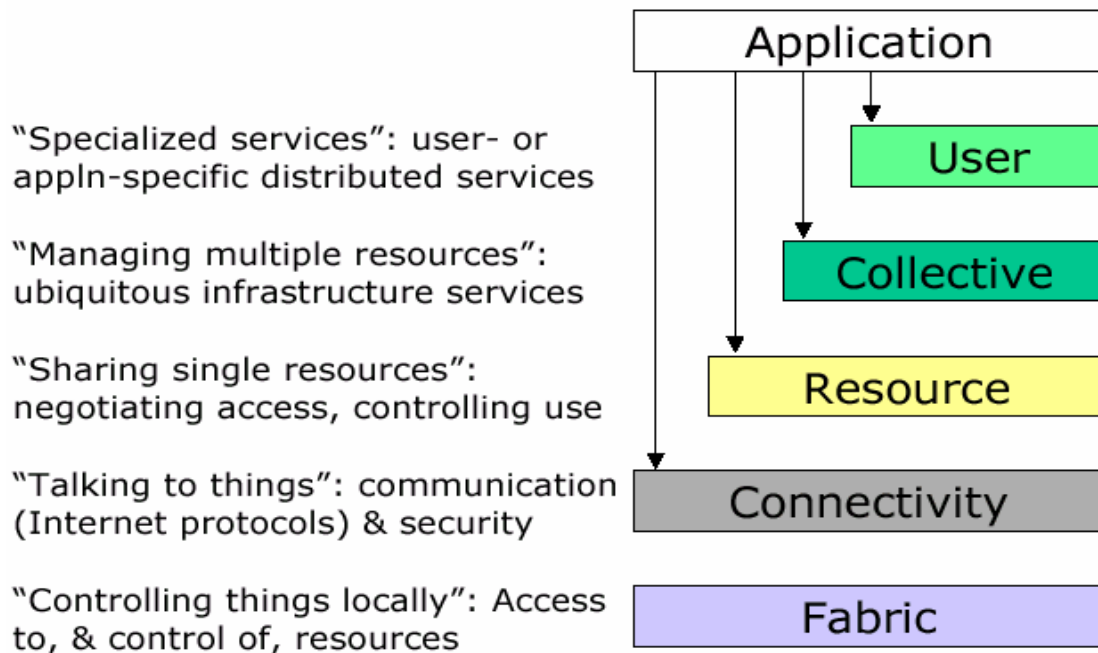 Application
“Specialized services”: user- or
appln-specific distributed services
User
“Managing multiple resources”:
ubiquitous infrastructure services
Collective
“Sharing single resources”:
negotiating access, controlling use
Resource
“Talking to things”: communication
(Internet protocols) & security
Connectivity
“Controlling things locally”: Access
to, & control of, resources
Fabric